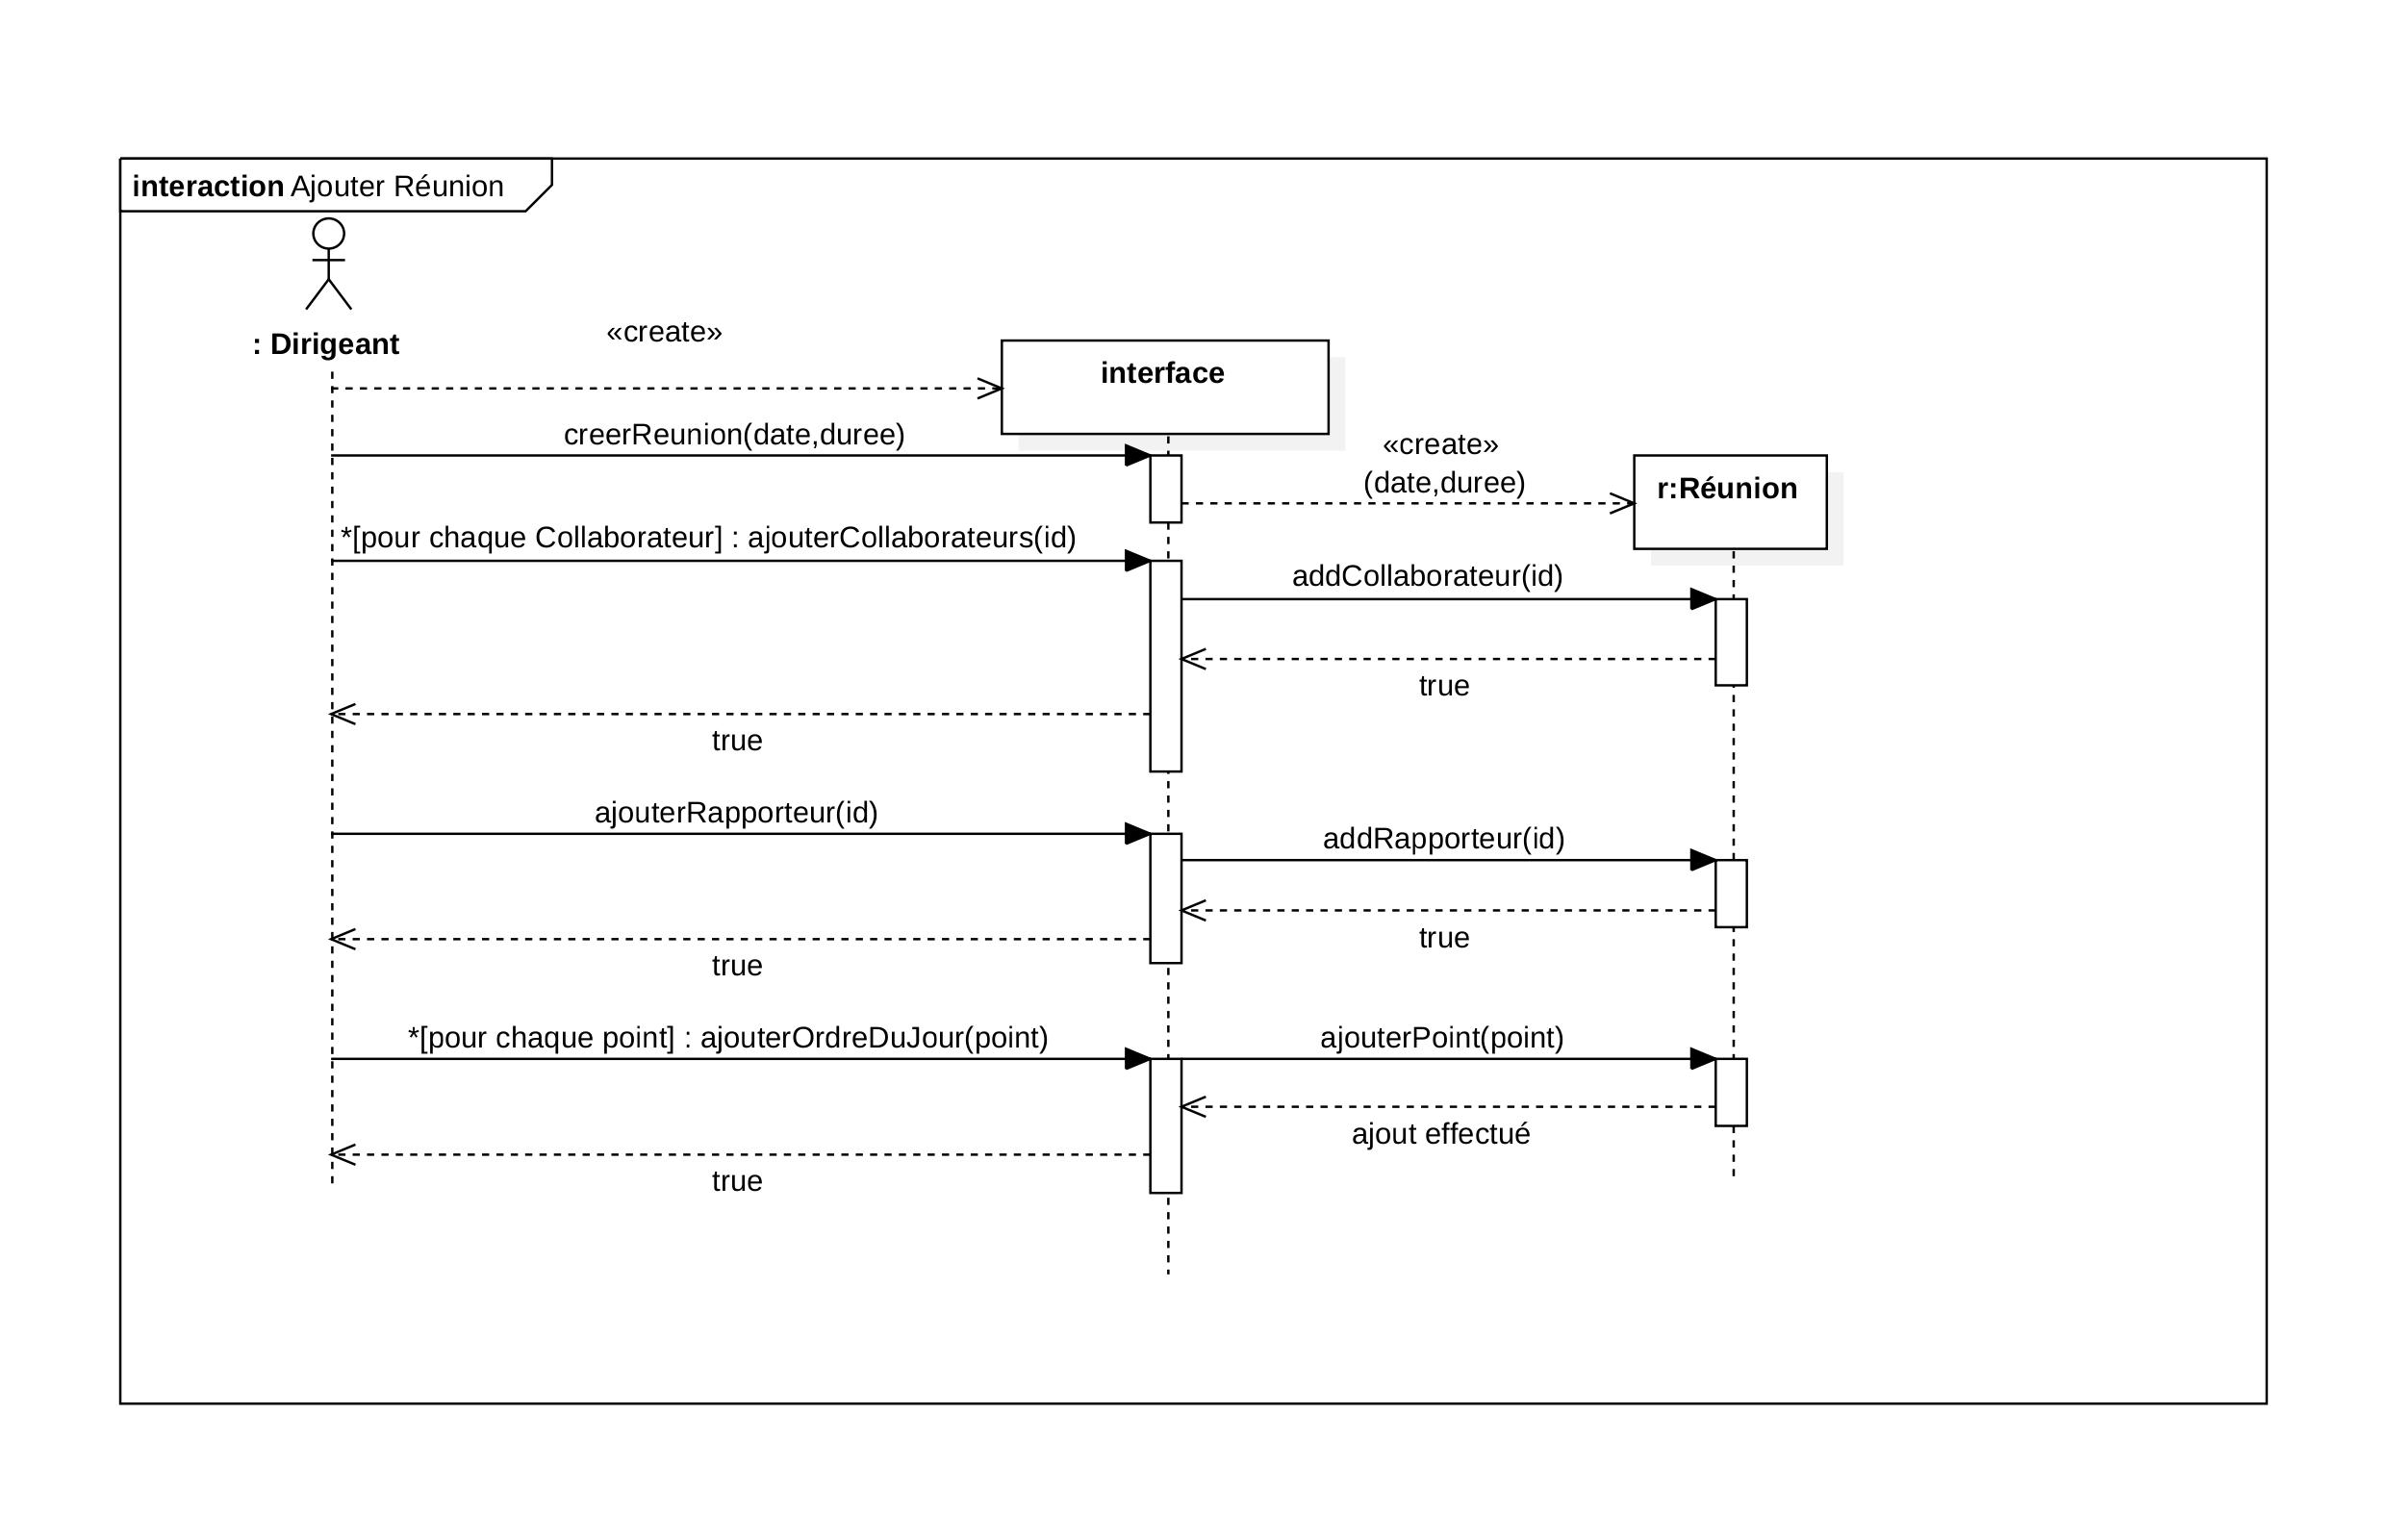 interaction Ajouter Réunion
: Dirigeant
«create»
interface
creerReunion(date,duree)
«create»
(date,duree)
r:Réunion
*[pour chaque Collaborateur] : ajouterCollaborateurs(id)
addCollaborateur(id)
true
true
ajouterRapporteur(id)
addRapporteur(id)
true
true
*[pour chaque point] : ajouterOrdreDuJour(point)
ajouterPoint(point)
ajout effectué
true